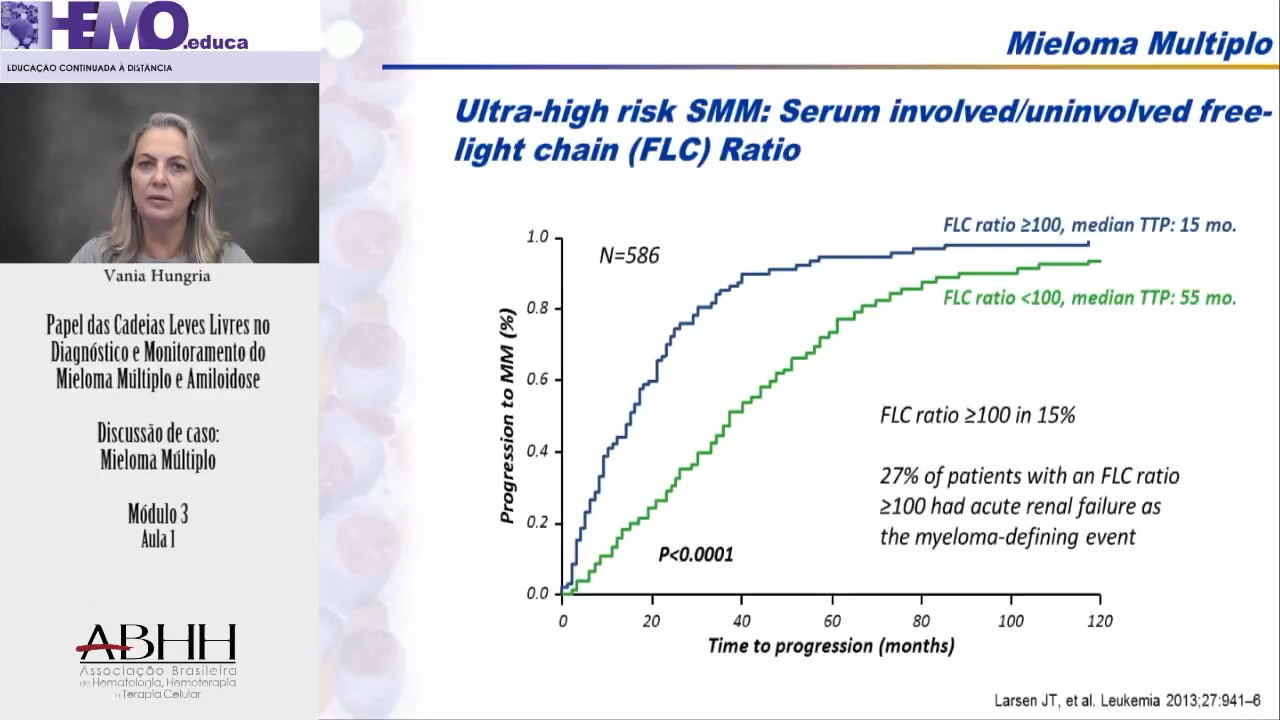 HEMO.educa
EDUCAÇÃO CONTINUADA À DISTÂNCIA
Vania Hungria
Papel das Cadeias Leves Livres no
Diagnóstico e Monitoramento do
Mieloma Múltiplo e Amiloidose
Discussão de caso:
Mieloma Múltiplo
Módulo 3
Aula 1
ABHH
Associação Brasileira
de Hematologia, Hemoterapia
e Terapia Celular
Mieloma Multiplo
Ultra-high risk SMM: Serum involved/uninvolved free-
light chain (FLC) Ratio
FLC ratio ≥100, median TTP: 15 mo.
N=586
FLC ratio <100, median TTP: 55 mo.
FLC ratio ≥100 in 15%
27% of patients with an FLC ratio
≥100 had acute renal failure as
the myeloma-defining event
P<0.0001
Progression to MM (%)
1.0
0.8
0.6
0.4
0.2
0.0
0 20 40 60 80 100 120
Time to progression (months)
Larsen JT, et al. Leukemia 2013;27:941–6